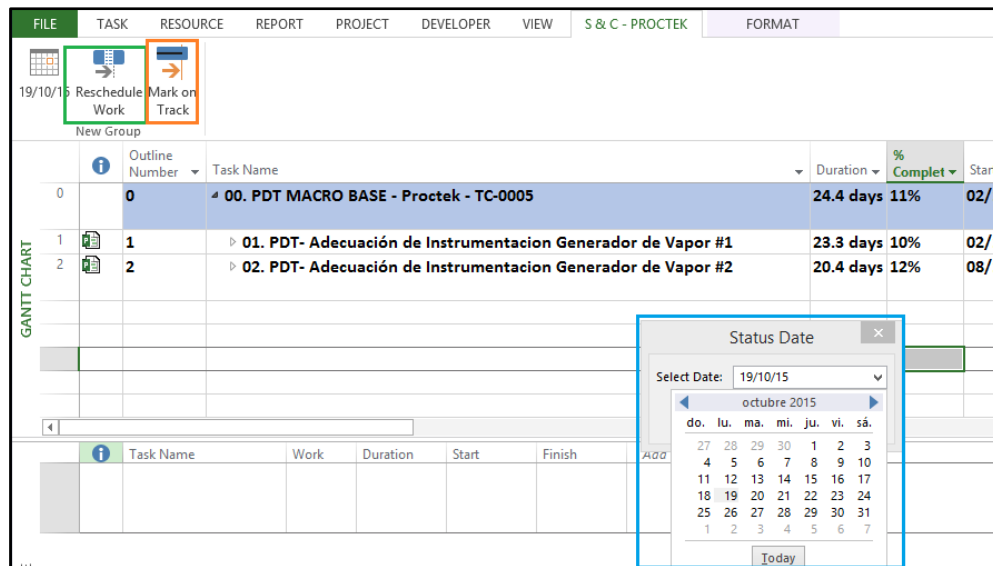 FILE TASK RESOURCE REPORT PROJECT DEVELOPER VIEW S & C - PROCTEK FORMAT
19/10/15 Reschedule Work Mark on Track
New Group
Outline Number Task Name Duration % Complet Star
0 0 00. PDT MACRO BASE - Proctek - TC-0005 24.4 days 11% 02/
1 1 01. PDT- Adecuación de Instrumentacion Generador de Vapor #1 23.3 days 10% 02/
2 2 02. PDT- Adecuación de Instrumentacion Generador de Vapor #2 20.4 days 12% 08/
GANTT CHART
Status Date
Select Date: 19/10/15
octubre 2015
do. lu. ma. mi. ju. vi. sá.
27 28 29 30 1 2 3
4 5 6 7 8 9 10
11 12 13 14 15 16 17
18 19 20 21 22 23 24
25 26 27 28 29 30 31
1 2 3 4 5 6 7
Today
Task Name Work Duration Start Finish Add